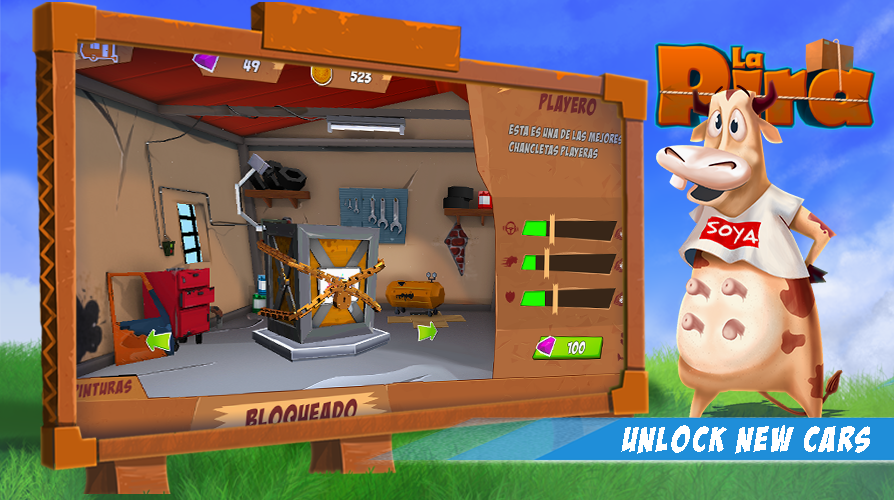 49
523
PLAYERO
ESTA ES UNA DE LAS MEJORES
CHANCLETAS PLAYERAS
100
PINTURAS
BLOQUEADO
La
Pura
SOYA
UNLOCK NEW CARS